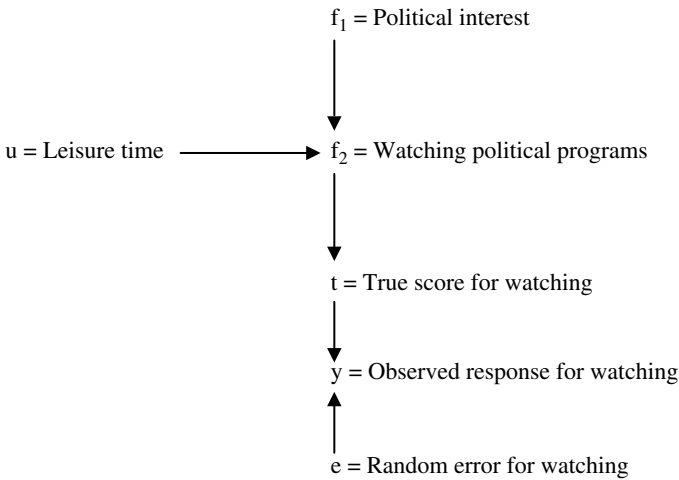 f₁ = Political interest
u = Leisure time
f₂ = Watching political programs
t = True score for watching
y = Observed response for watching
e = Random error for watching